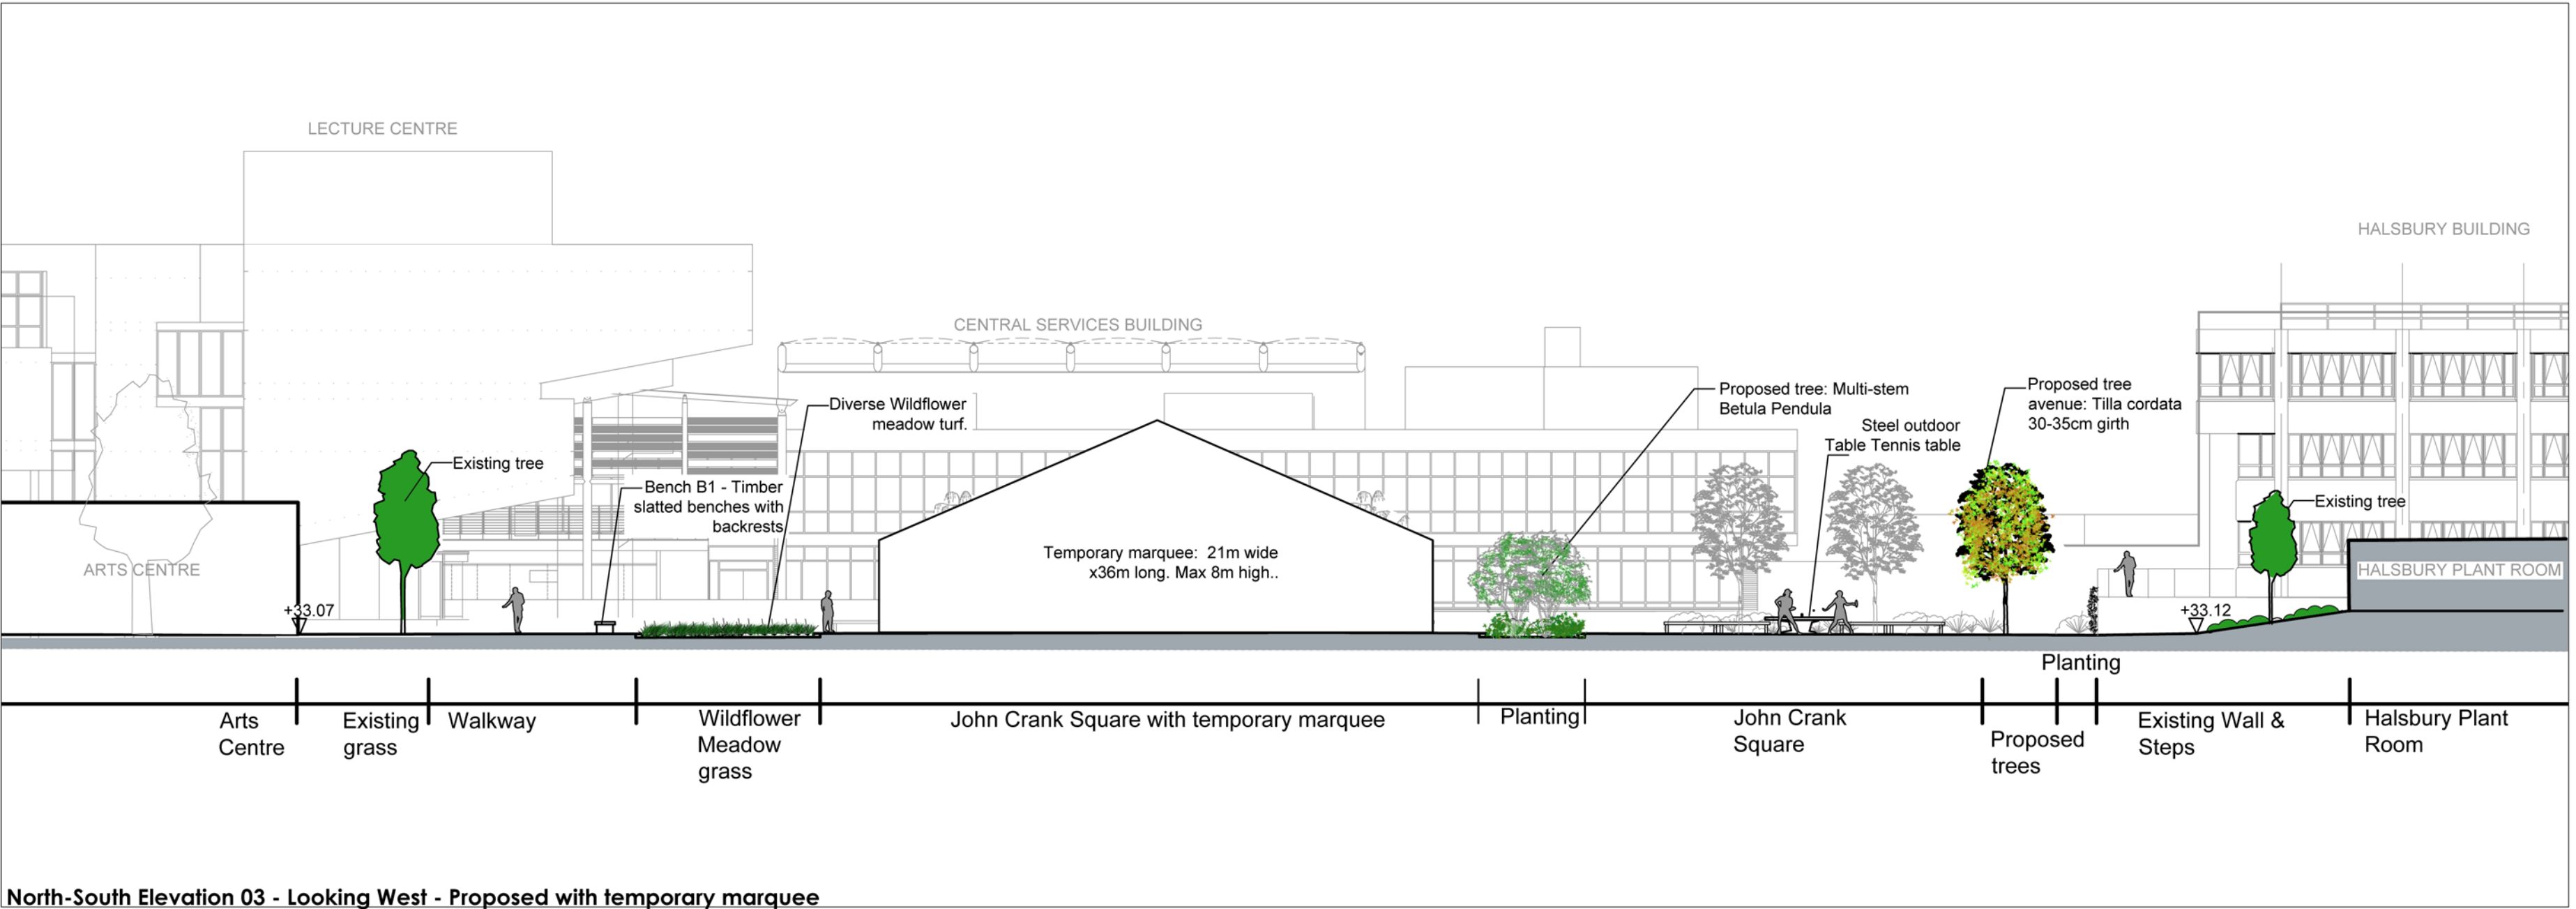 LECTURE CENTRE
HALSBURY BUILDING
CENTRAL SERVICES BUILDING
Diverse Wildflower
meadow turf.
Proposed tree: Multi-stem
Betula Pendula
Proposed tree
avenue: Tilla cordata
30-35cm girth
Steel outdoor
Table Tennis table
Existing tree
Bench B1 - Timber
slatted benches with
backrests
Existing tree
Temporary marquee: 21m wide
x36m long. Max 8m high..
ARTS CENTRE
HALSBURY PLANT ROOM
+33.07
+33.12
Planting
Arts
Centre
Existing
grass
Walkway
Wildflower
Meadow
grass
John Crank Square with temporary marquee
Planting
John Crank
Square
Proposed
trees
Existing Wall &
Steps
Halsbury Plant
Room
North-South Elevation 03 - Looking West - Proposed with temporary marquee